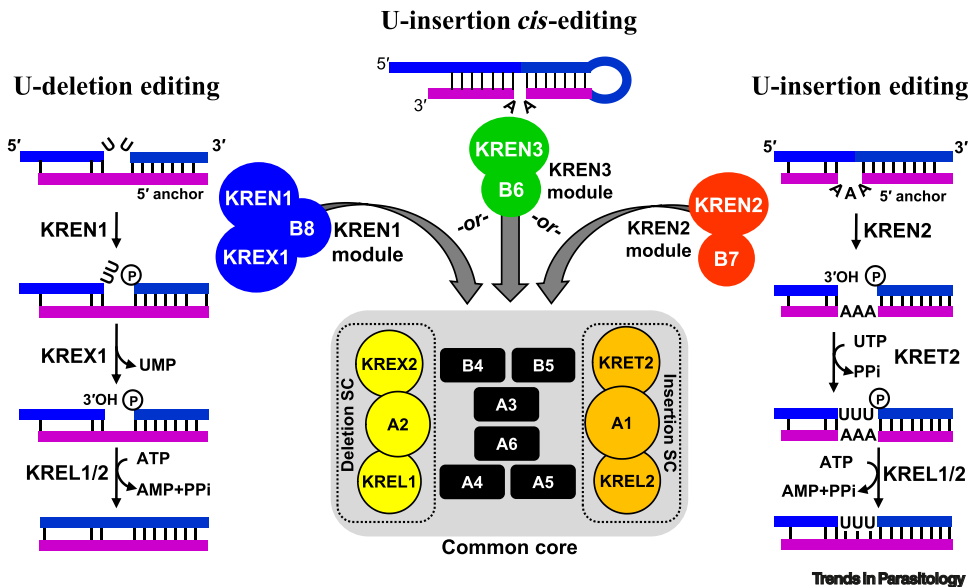 U-insertion cis-editing
5′
3′
A A
KREN3
B6
KREN3
module
U-deletion editing
5′
3′
U U
5′ anchor
KREN1
UU
P
KREX1
UMP
3′OH
P
KREL1/2
ATP
AMP+PPi
KREN1
B8
KREX1
KREN1
module
-or-
-or-
KREN2
module
KREN2
B7
Deletion SC
KREX2
A2
KREL1
B4
B5
A3
A6
A4
A5
KRET2
A1
KREL2
Insertion SC
Common core
U-insertion editing
5′
3′
AAA
5′ anchor
KREN2
3′OH
P
AAA
UTP
PPi
KRET2
P
UUU
AAA
ATP
AMP+PPi
KREL1/2
UUU
Trends in Parasitology